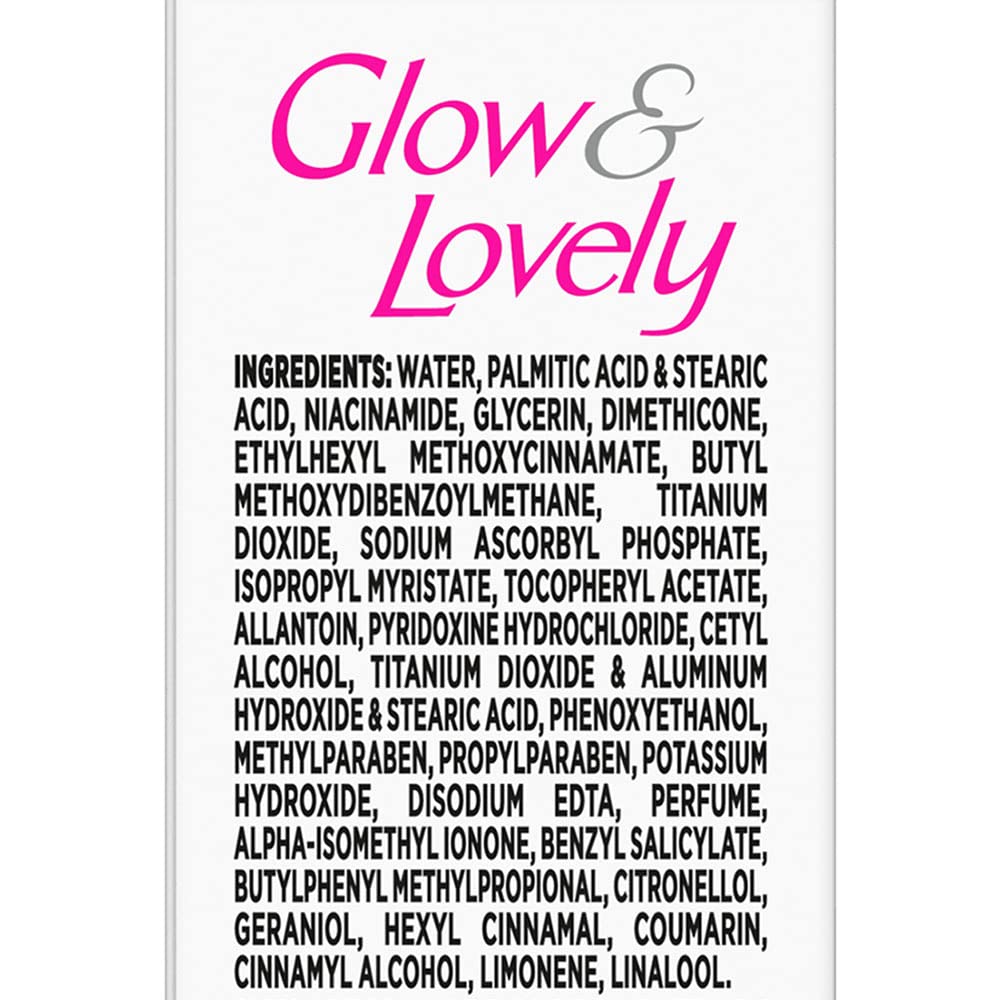 Glow &
Lovely
INGREDIENTS: WATER, PALMITIC ACID & STEARIC
ACID, NIACINAMIDE, GLYCERIN, DIMETHICONE,
ETHYLHEXYL METHOXYCINNAMATE, BUTYL
METHOXYDIBENZOYLMETHANE, TITANIUM
DIOXIDE, SODIUM ASCORBYL PHOSPHATE,
ISOPROPYL MYRISTATE, TOCOPHERYL ACETATE,
ALLANTOIN, PYRIDOXINE HYDROCHLORIDE, CETYL
ALCOHOL, TITANIUM DIOXIDE & ALUMINUM
HYDROXIDE & STEARIC ACID, PHENOXYETHANOL,
METHYLPARABEN, PROPYLPARABEN, POTASSIUM
HYDROXIDE, DISODIUM EDTA, PERFUME,
ALPHA-ISOMETHYL IONONE, BENZYL SALICYLATE,
BUTYLPHENYL METHYLPROPIONAL, CITRONELLOL,
GERANIOL, HEXYL CINNAMAL, COUMARIN,
CINNAMYL ALCOHOL, LIMONENE, LINALOOL.